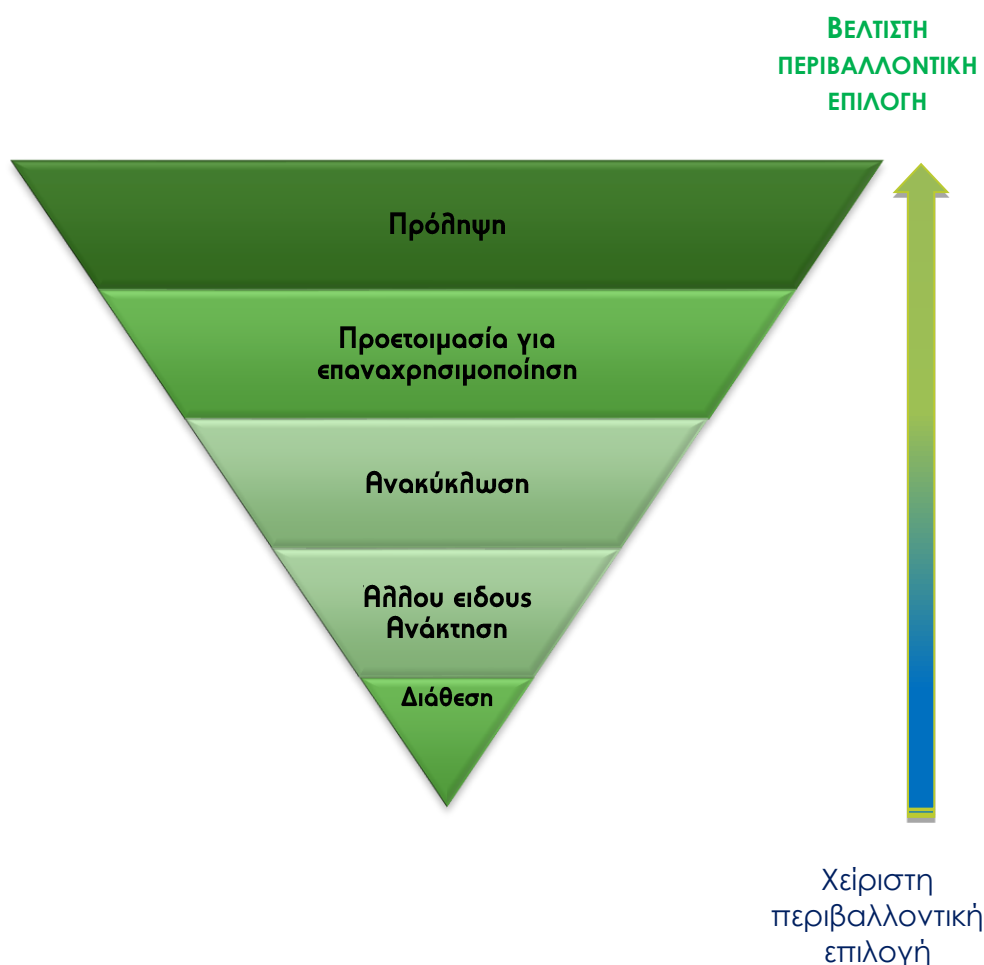 ΒΕΛΤΙΣΤΗ
ΠΕΡΙΒΑΛΛΟΝΤΙΚΗ
ΕΠΙΛΟΓΗ
Πρόληψη
Προετοιμασία για
επαναχρησιμοποίηση
Ανακύκλωση
Άλλου ειδους
Ανάκτηση
Διάθεση
Χείριστη
περιβαλλοντική
επιλογή